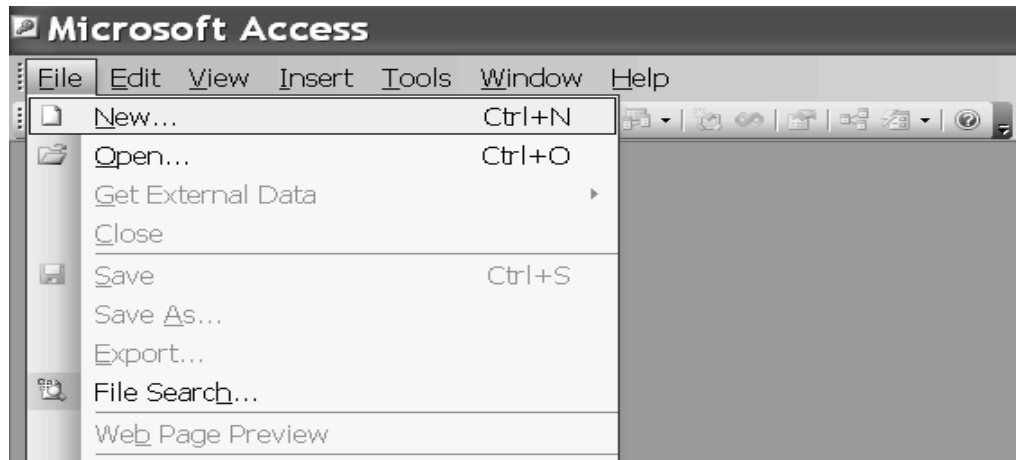 Microsoft Access
File Edit View Insert Tools Window Help
New... Ctrl+N
Open... Ctrl+O
Get External Data
Close
Save Ctrl+S
Save As...
Export...
File Search...
Web Page Preview